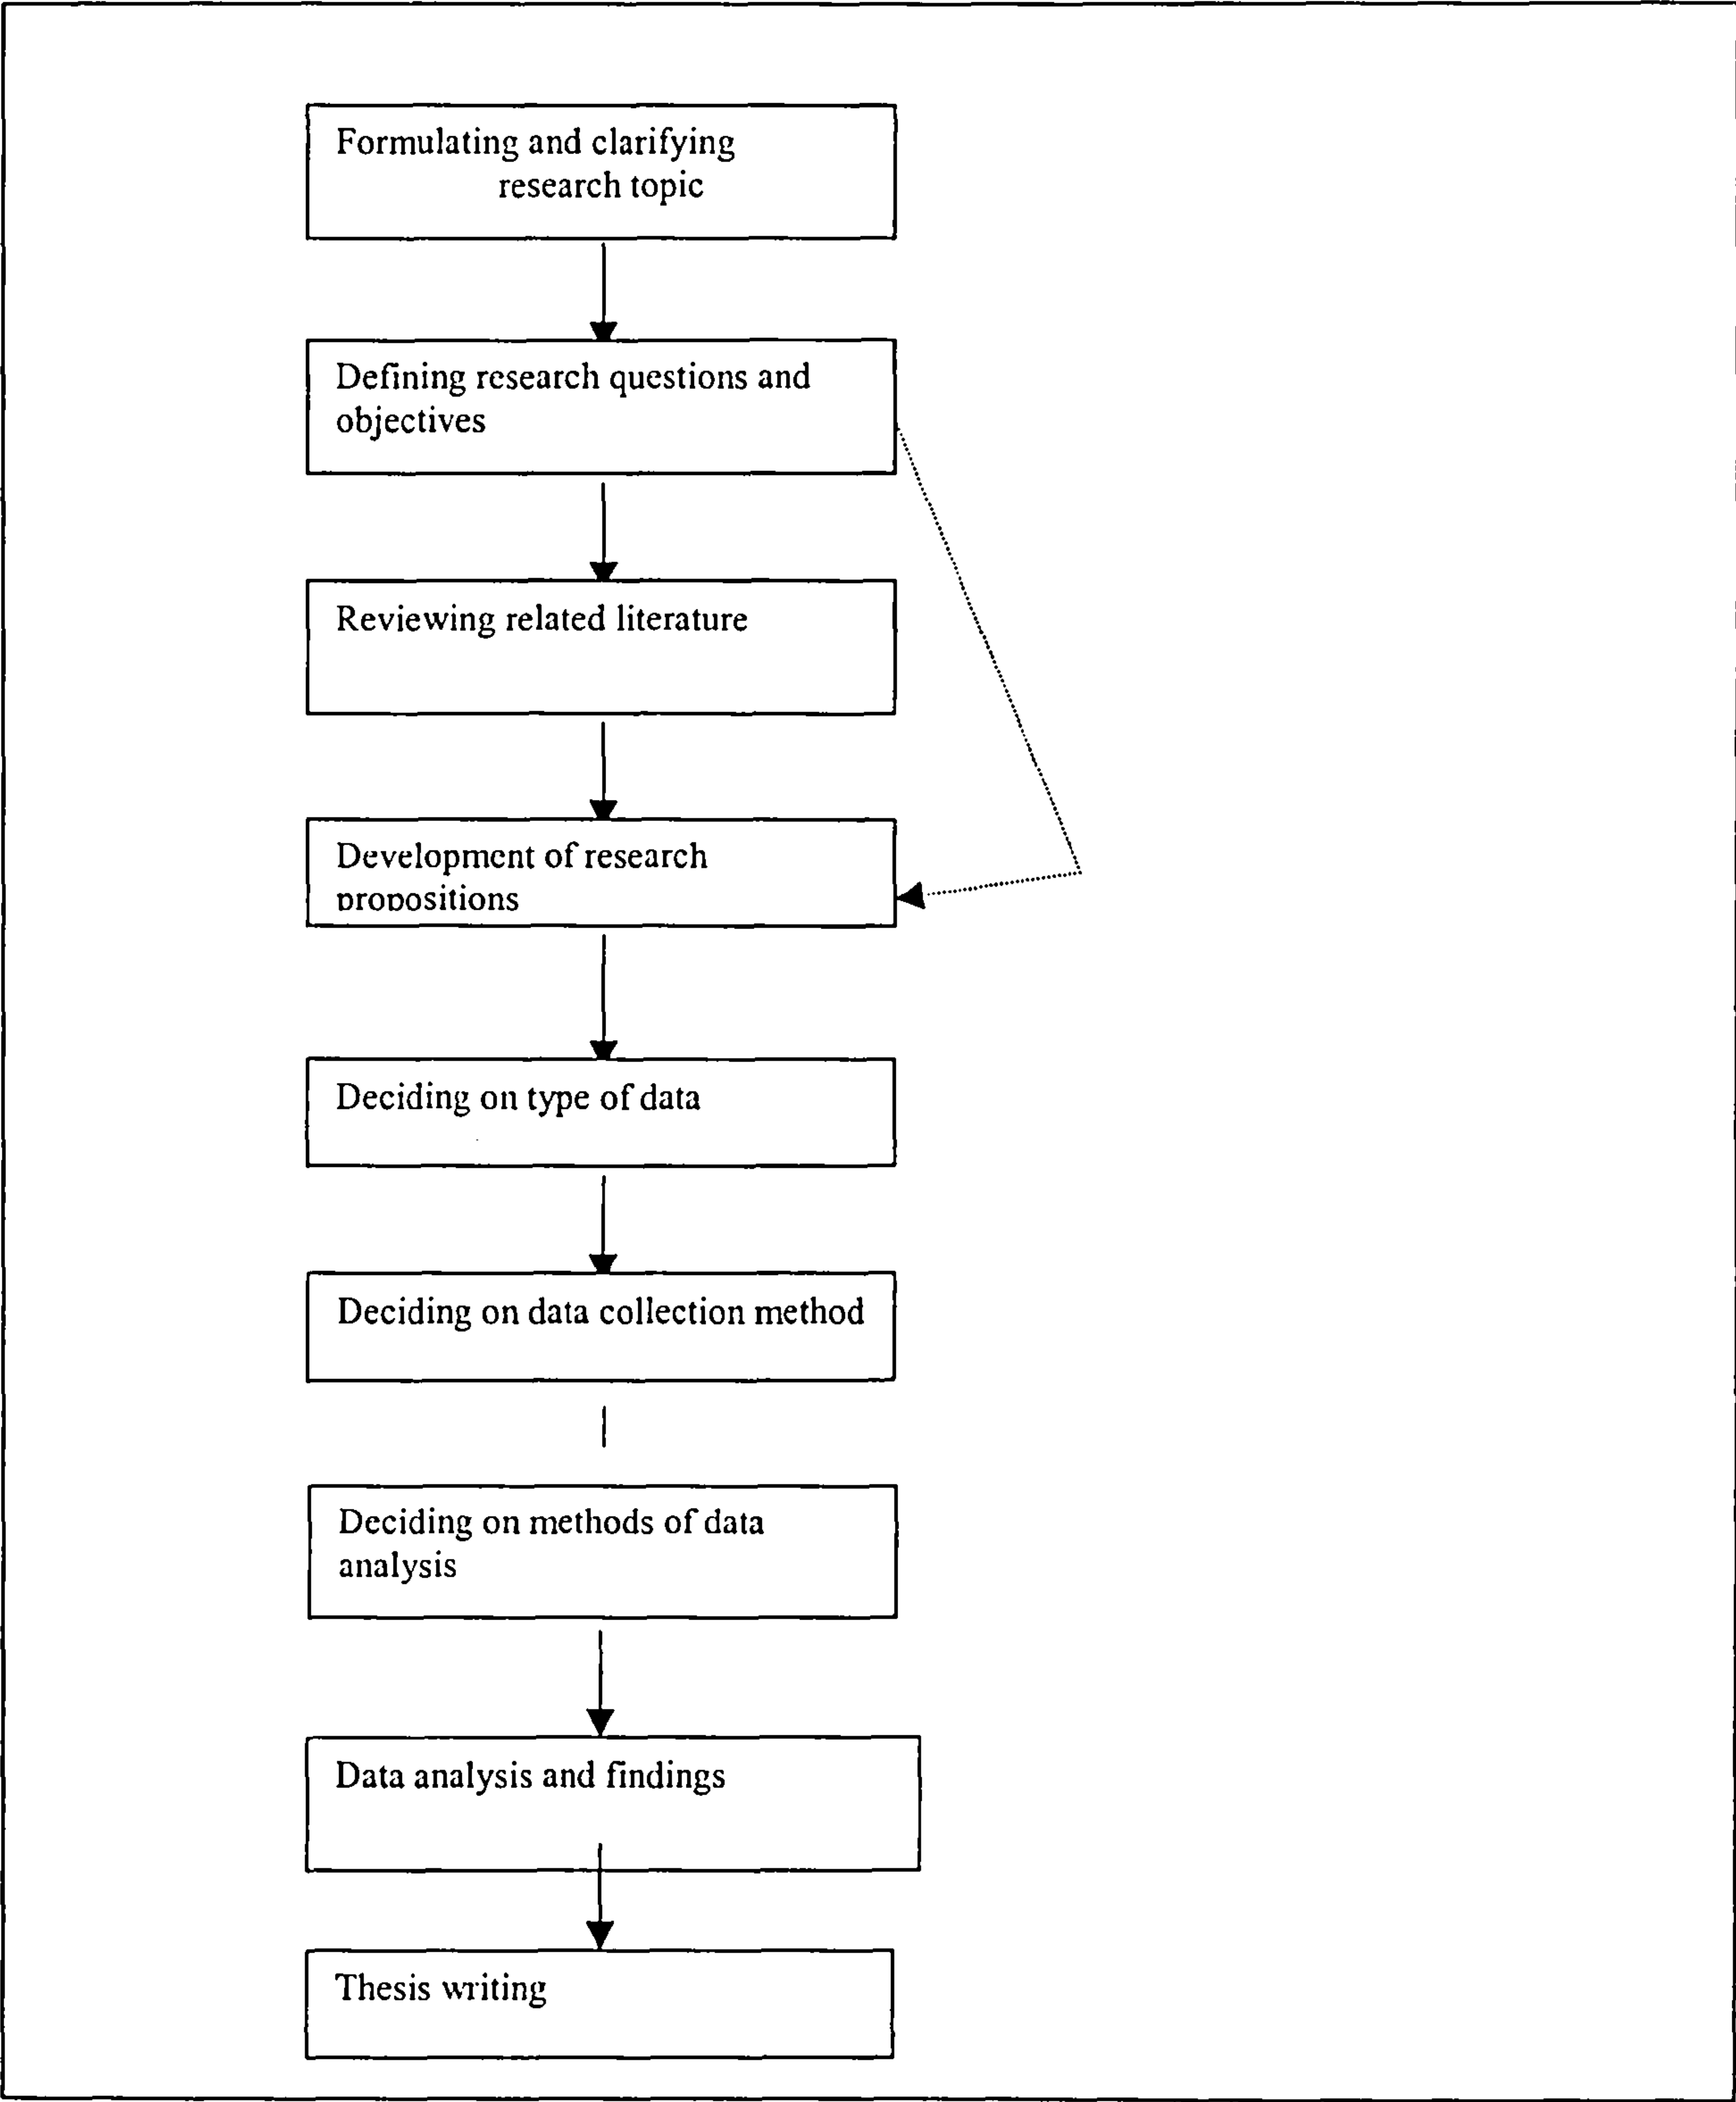 Formulating and clarifying
research topic
Defining research questions and
objectives
Reviewing related literature
Development of research
propositions
Deciding on type of data
Deciding on data collection method
Deciding on methods of data
analysis
Data analysis and findings
Thesis writing